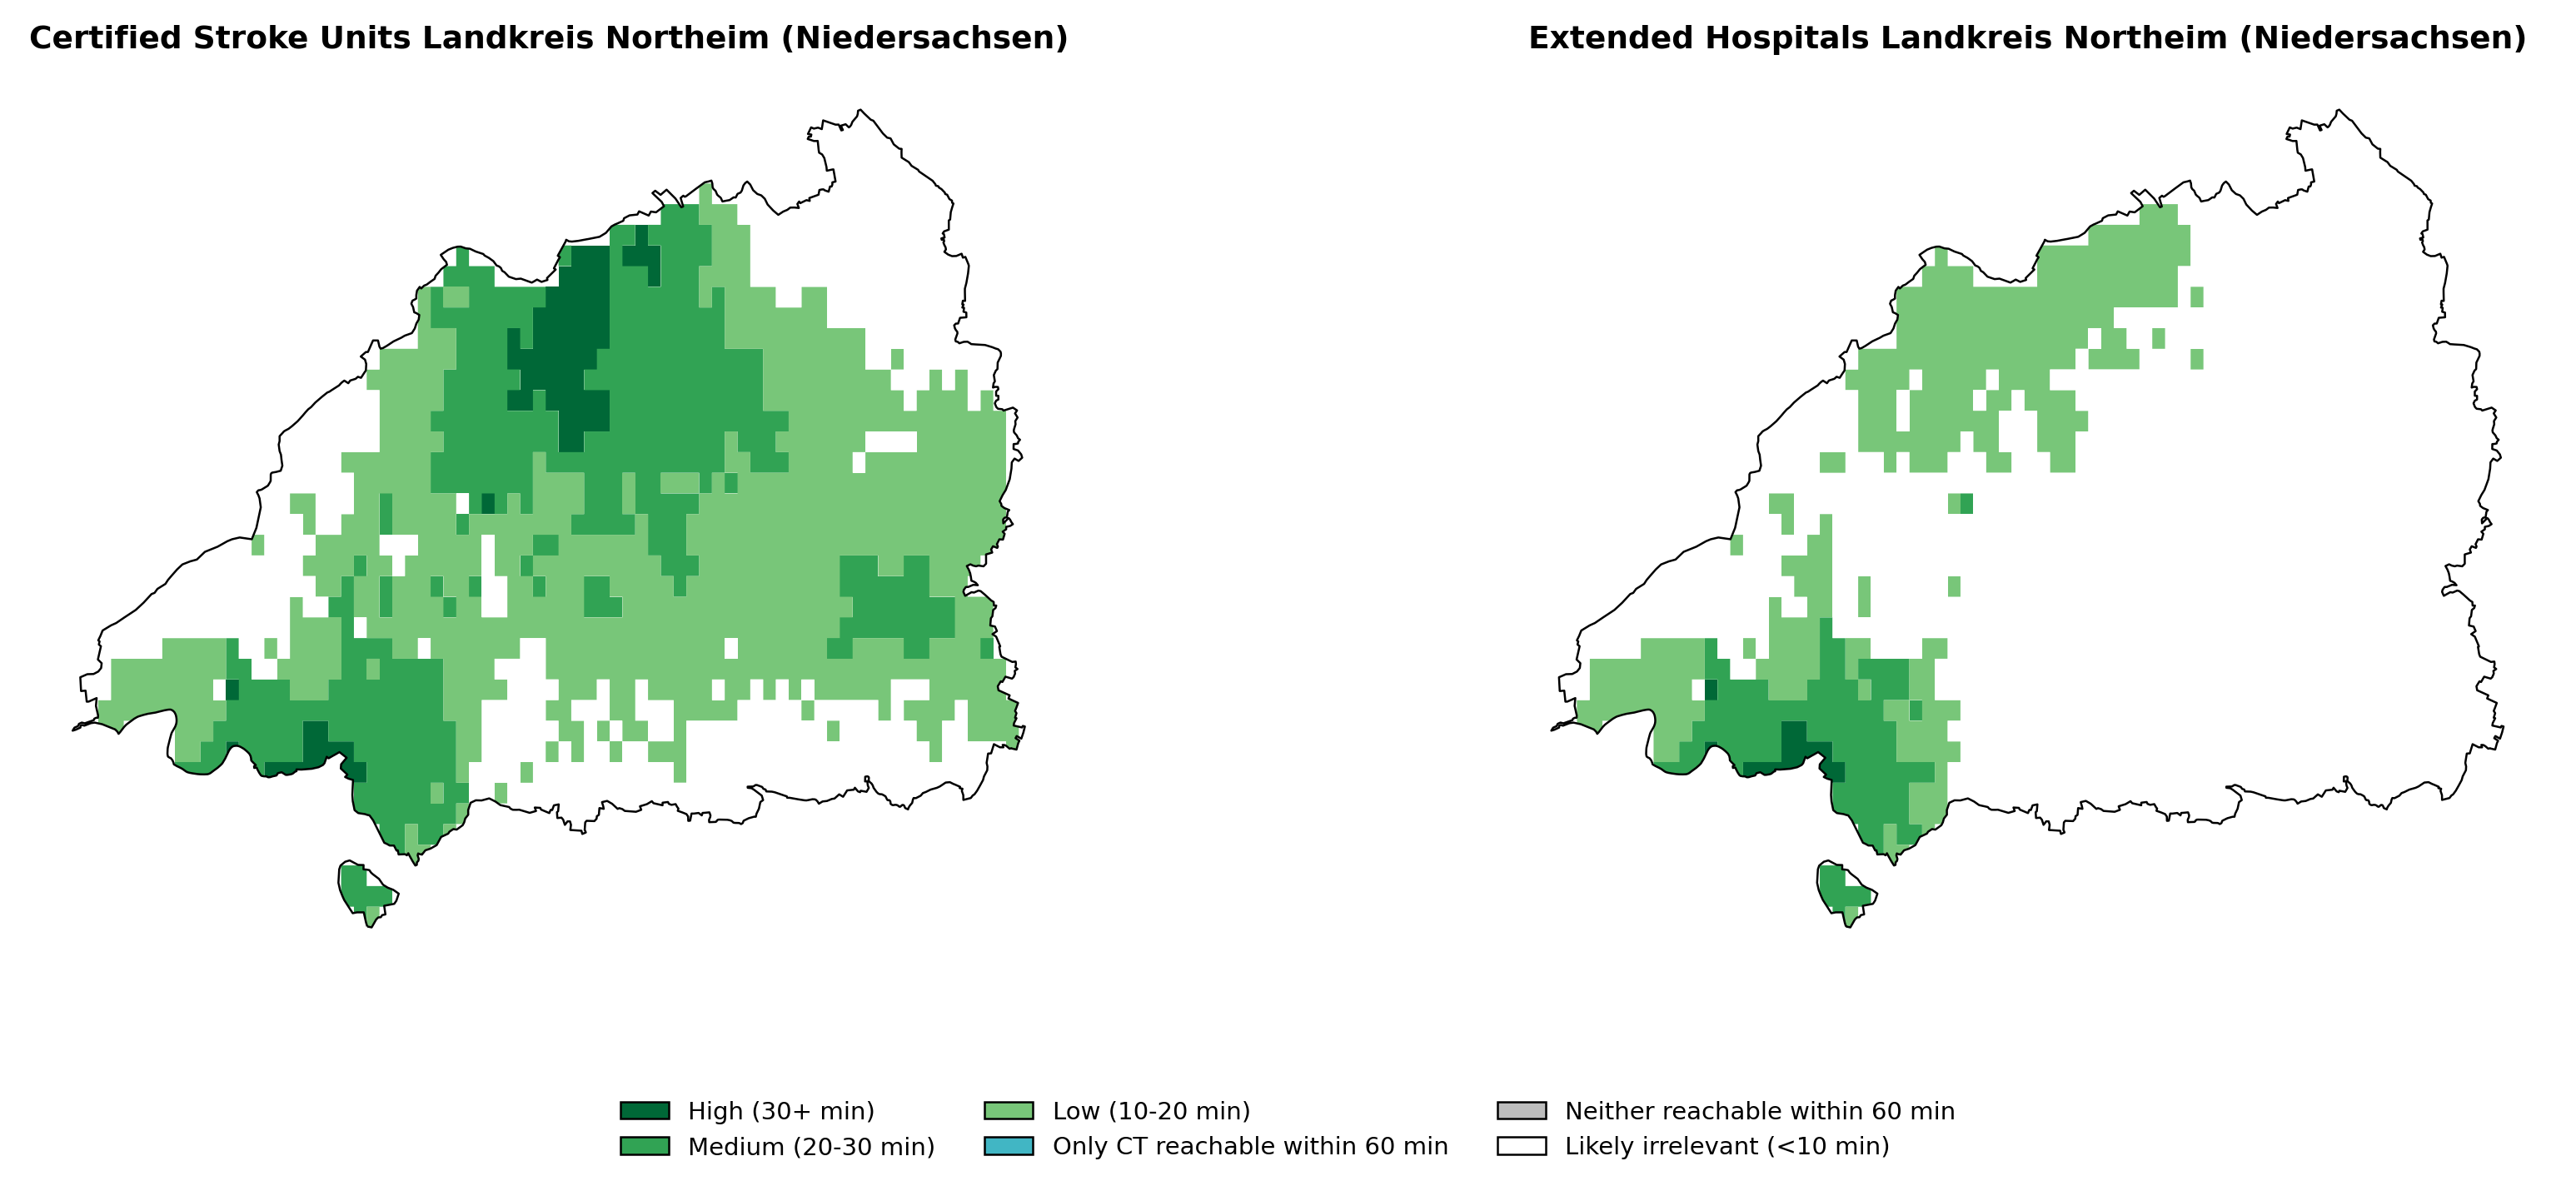 Certified Stroke Units Landkreis Northeim (Niedersachsen)
Extended Hospitals Landkreis Northeim (Niedersachsen)
High (30+ min)
Medium (20-30 min)
Low (10-20 min)
Only CT reachable within 60 min
Neither reachable within 60 min
Likely irrelevant (<10 min)